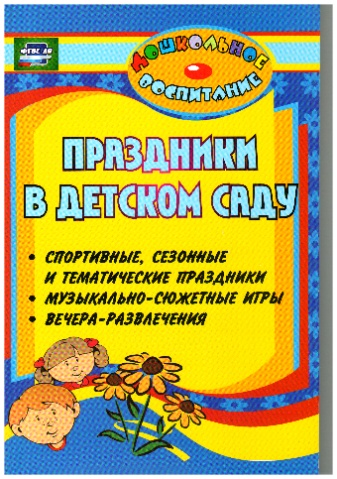 ФГОС ДО
ДОШКОЛЬНОЕ
ВОСПИТАНИЕ
ПРАЗДНИКИ
В ДЕТСКОМ САДУ
• СПОРТИВНЫЕ, СЕЗОННЫЕ
И ТЕМАТИЧЕСКИЕ ПРАЗДНИКИ
• МУЗЫКАЛЬНО-СЮЖЕТНЫЕ ИГРЫ
• ВЕЧЕРА-РАЗВЛЕЧЕНИЯ